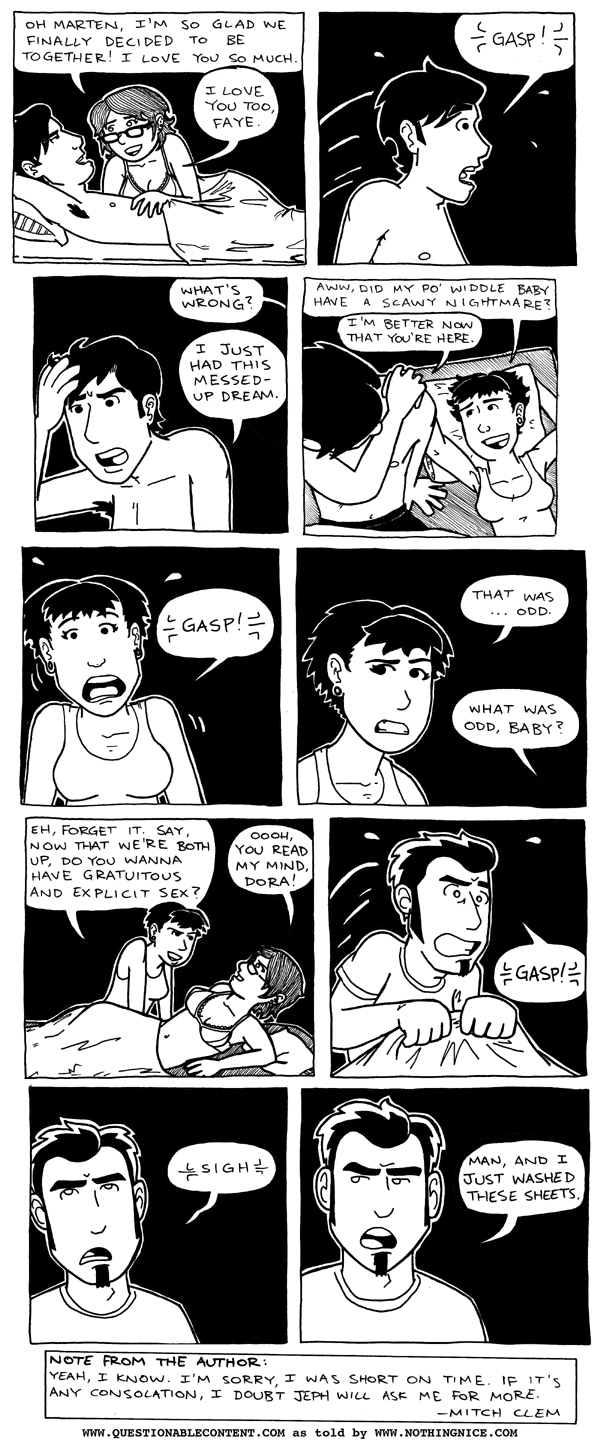 OH MARTEN, I'M SO GLAD WE
FINALLY DECIDED TO BE
TOGETHER! I LOVE YOU SO MUCH.
I LOVE
YOU TOO,
FAYE.
GASP!
WHAT'S
WRONG?
I JUST
HAD THIS
MESSED-
UP DREAM.
AWW, DID MY PO' WIDDLE BABY
HAVE A SCAWY NIGHTMARE?
I'M BETTER NOW
THAT YOU'RE HERE.
GASP!
THAT WAS
... ODD.
WHAT WAS
ODD, BABY?
EH, FORGET IT. SAY,
NOW THAT WE'RE BOTH
UP, DO YOU WANNA
HAVE GRATUITOUS
AND EXPLICIT SEX?
OOOH,
YOU READ
MY MIND,
DORA!
GASP!
SIGH
MAN, AND I
JUST WASHED
THESE SHEETS.
NOTE FROM THE AUTHOR:
YEAH, I KNOW. I'M SORRY, I WAS SHORT ON TIME. IF IT'S
ANY CONSOLATION, I DOUBT JEPH WILL ASK ME FOR MORE.
—MITCH CLEM
WWW.QUESTIONABLECONTENT.COM as told by WWW.NOTHINGNICE.COM